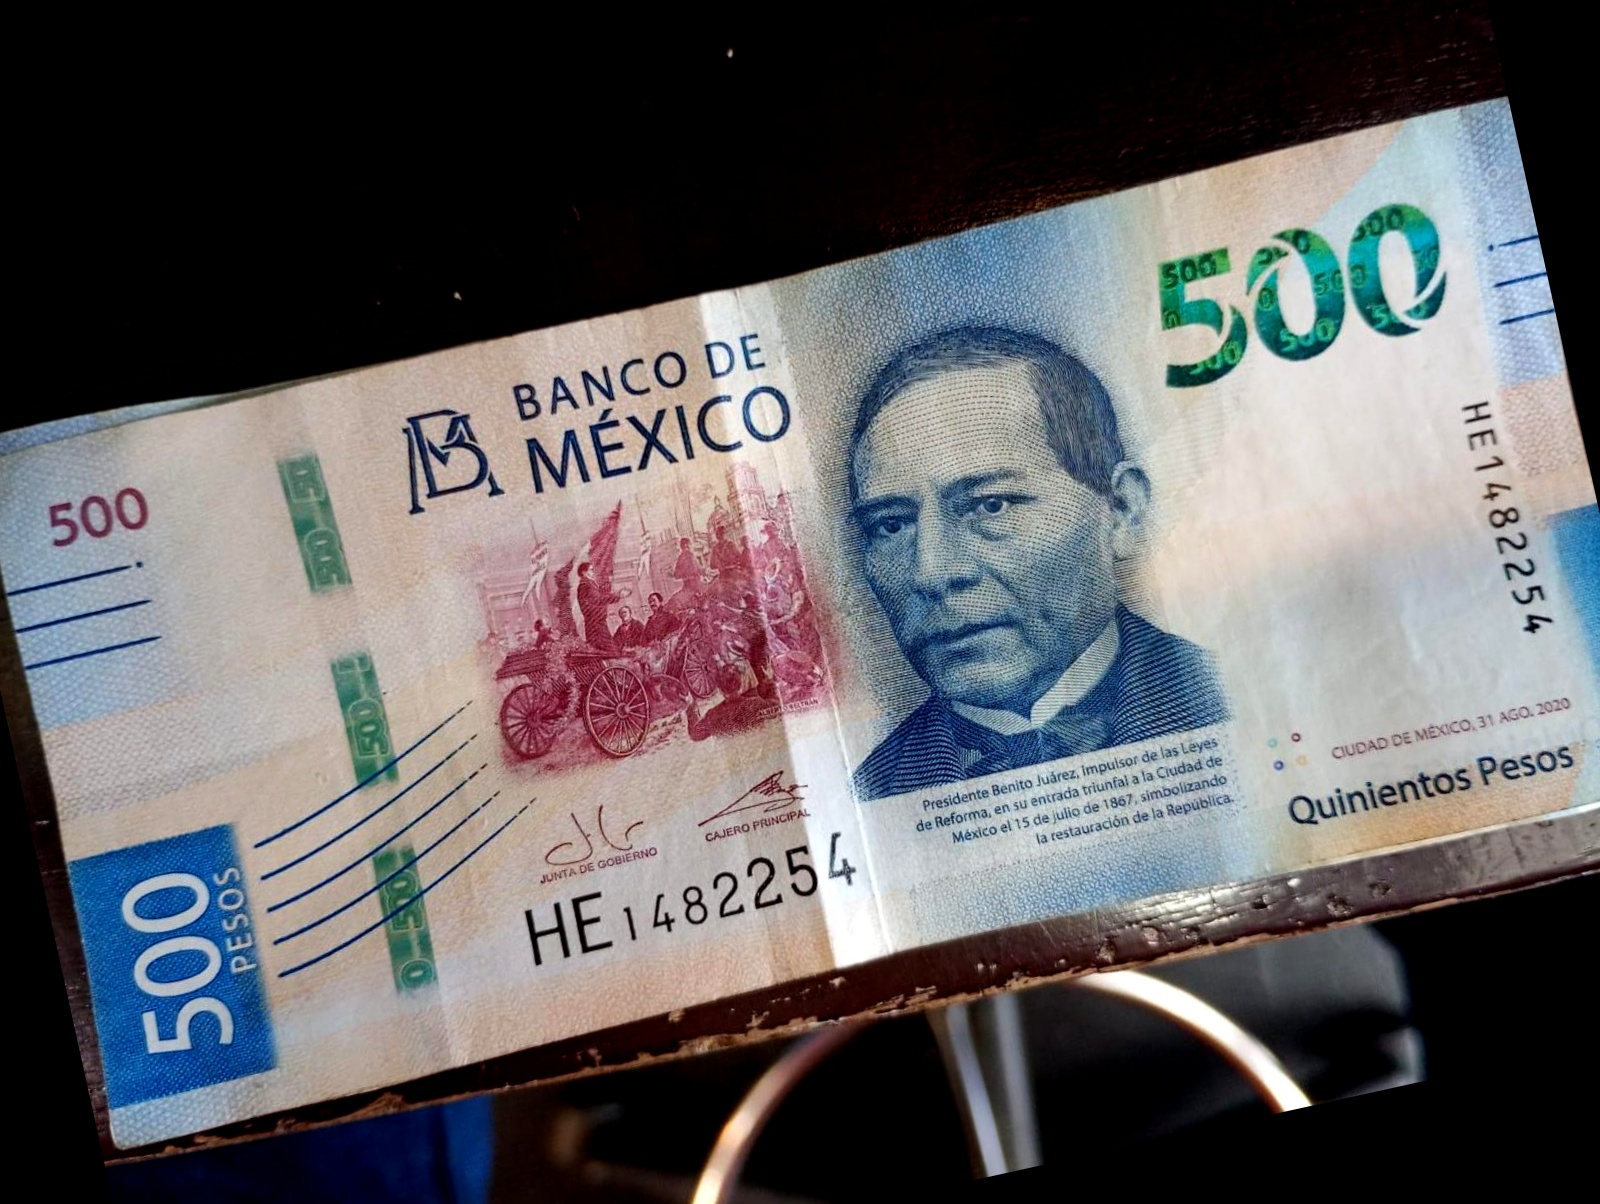 500
BANCO DE
MÉXICO
500
HE1482254
500
PESOS
ALBERTO BELTRÁN
JUNTA DE GOBIERNO
CAJERO PRINCIPAL
HE1482254
Presidente Benito Juárez, Impulsor de las Leyes
de Reforma, en su entrada triunfal a la Ciudad de
México el 15 de julio de 1867, simbolizando
la restauración de la República.
CIUDAD DE MÉXICO, 31 AGO. 2020
Quinientos Pesos